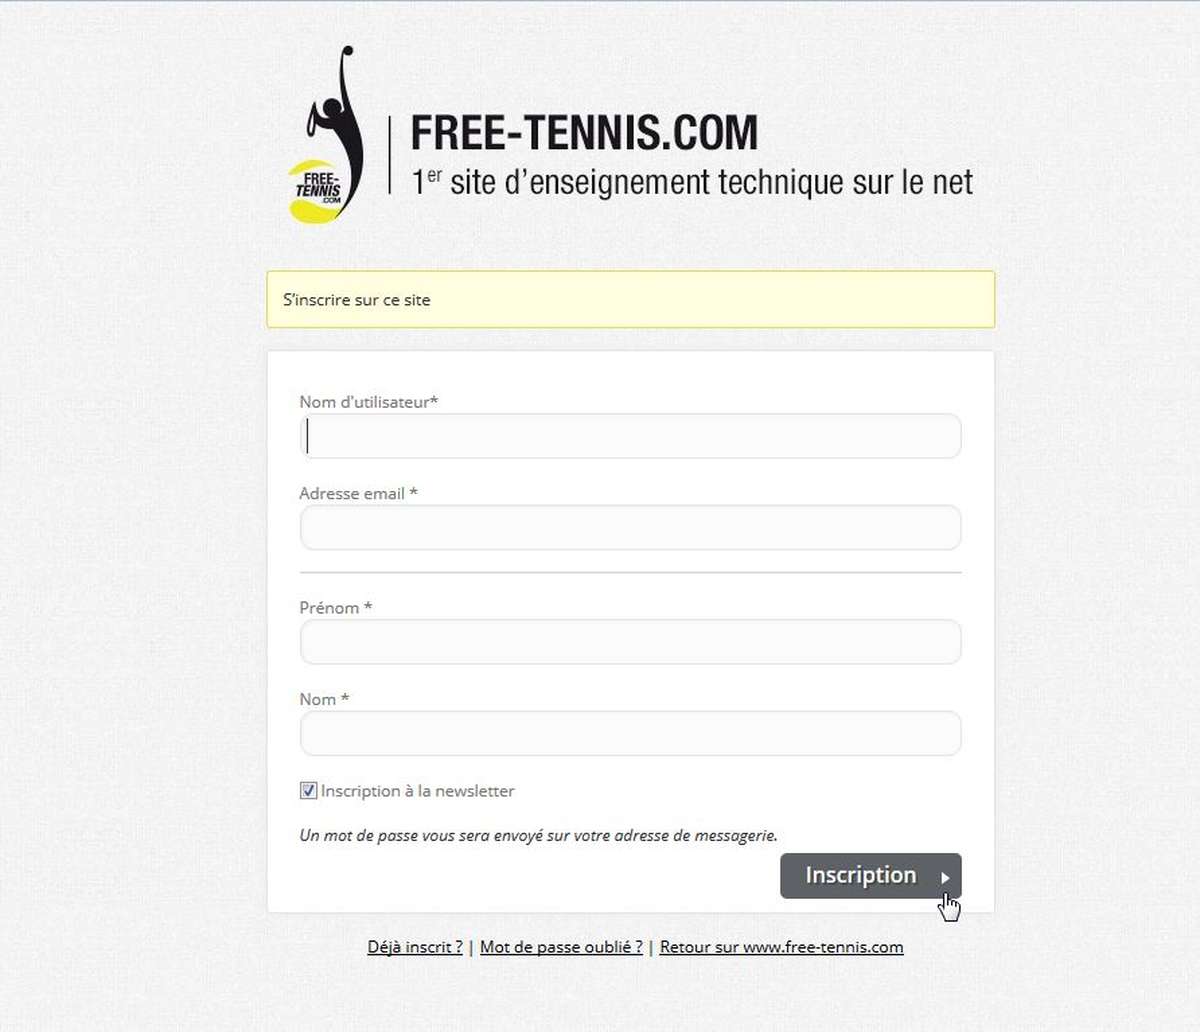 FREE-TENNIS.COM
1er site d'enseignement technique sur le net
FREE-
TENNIS
.COM
S'inscrire sur ce site
Nom d'utilisateur*
Adresse email *
Prénom *
Nom *
Inscription à la newsletter
Un mot de passe vous sera envoyé sur votre adresse de messagerie.
Inscription
Déjà inscrit ? | Mot de passe oublié ? | Retour sur www.free-tennis.com